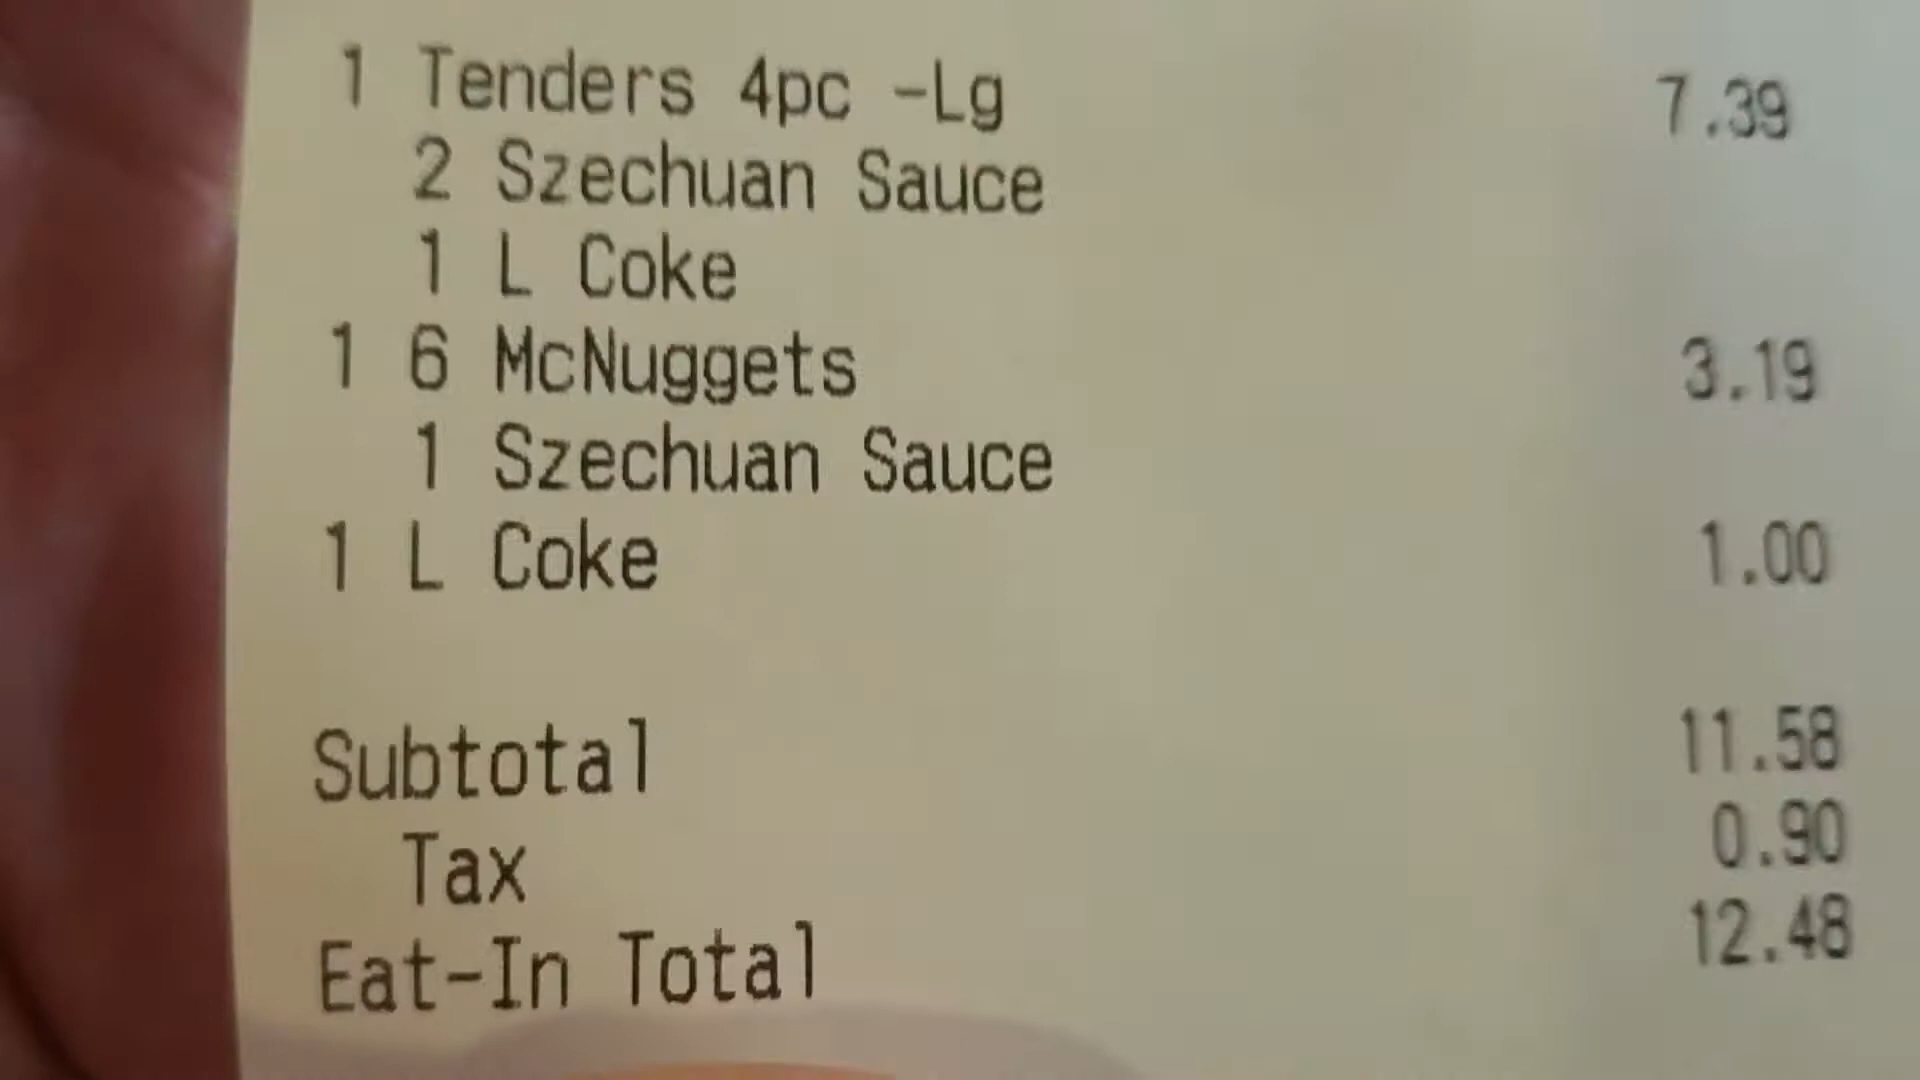 1 Tenders 4pc -Lg 7.39
2 Szechuan Sauce
1 L Coke
1 6 McNuggets 3.19
1 Szechuan Sauce
1 L Coke 1.00
Subtotal 11.58
Tax 0.90
Eat-In Total 12.48